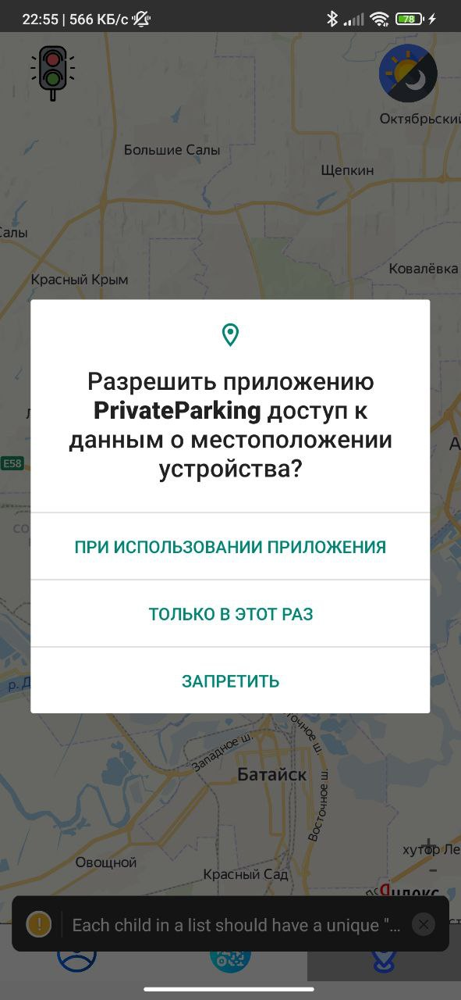 22:55 | 566 КБ/с
78
Октябрьский
Большие Салы
Щепкин
Салы
Ковалёвка
Красный Крым
Разрешить приложению
PrivateParking доступ к
данным о местоположении
устройства?
E58
ПРИ ИСПОЛЬЗОВАНИИ ПРИЛОЖЕНИЯ
ТОЛЬКО В ЭТОТ РАЗ
ЗАПРЕТИТЬ
р. Д
Западное ш.
Батайск
Восточное ш.
хутор Ле
Овощной
Красный Сад
Яндекс
Each child in a list should have a unique "...